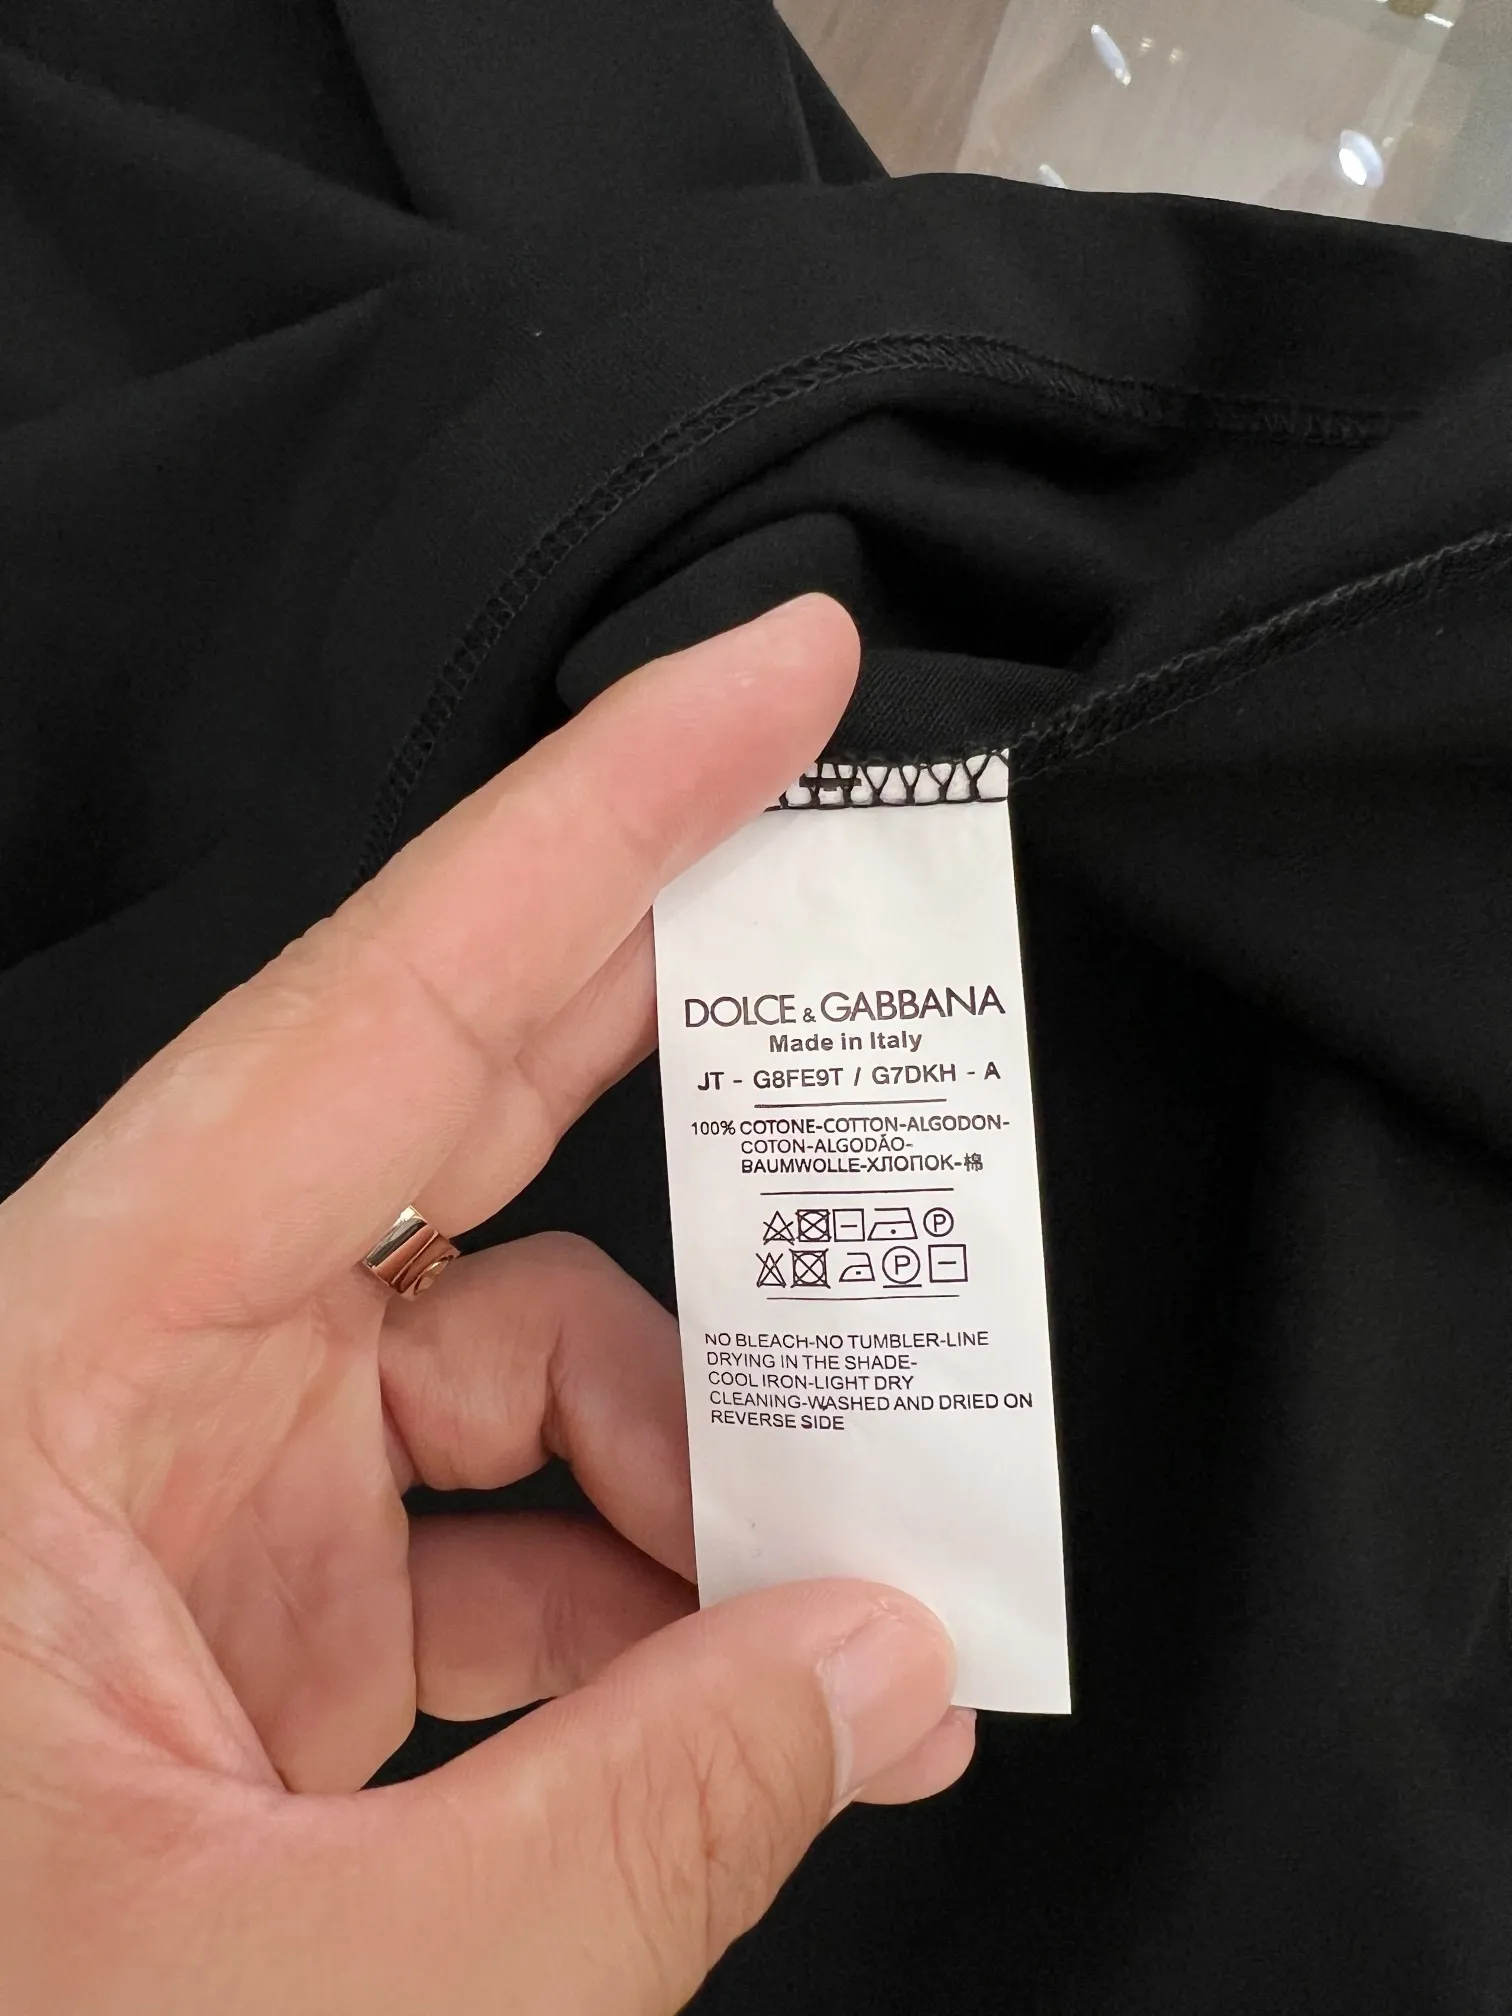 DOLCE & GABBANA
Made in Italy
JT - G8FE9T / G7DKH - A
100% COTONE-COTTON-ALGODON-
COTON-ALGODÃO-
BAUMWOLLE-ХЛОПОК-棉
P
P
NO BLEACH-NO TUMBLER-LINE
DRYING IN THE SHADE-
COOL IRON-LIGHT DRY
CLEANING-WASHED AND DRIED ON
REVERSE SIDE